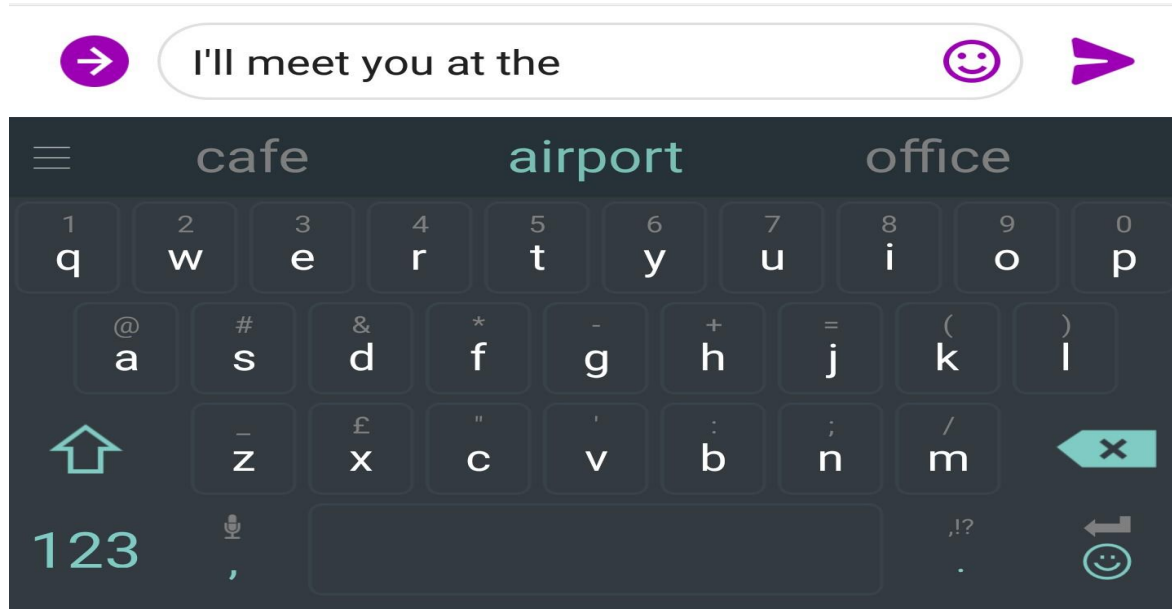 I'll meet you at the
cafe airport office
1 2 3 4 5 6 7 8 9 0
q w e r t y u i o p
@ # & * - + = ( )
a s d f g h j k l
_ £ " ' : ; /
z x c v b n m
,!?
123 , .